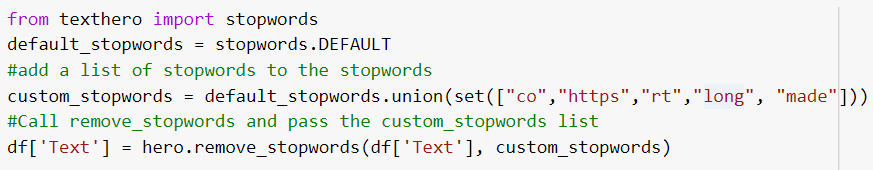 from texthero import stopwords
default_stopwords = stopwords.DEFAULT
#add a list of stopwords to the stopwords
custom_stopwords = default_stopwords.union(set(["co","https","rt","long", "made"]))
#Call remove_stopwords and pass the custom_stopwords list
df['Text'] = hero.remove_stopwords(df['Text'], custom_stopwords)